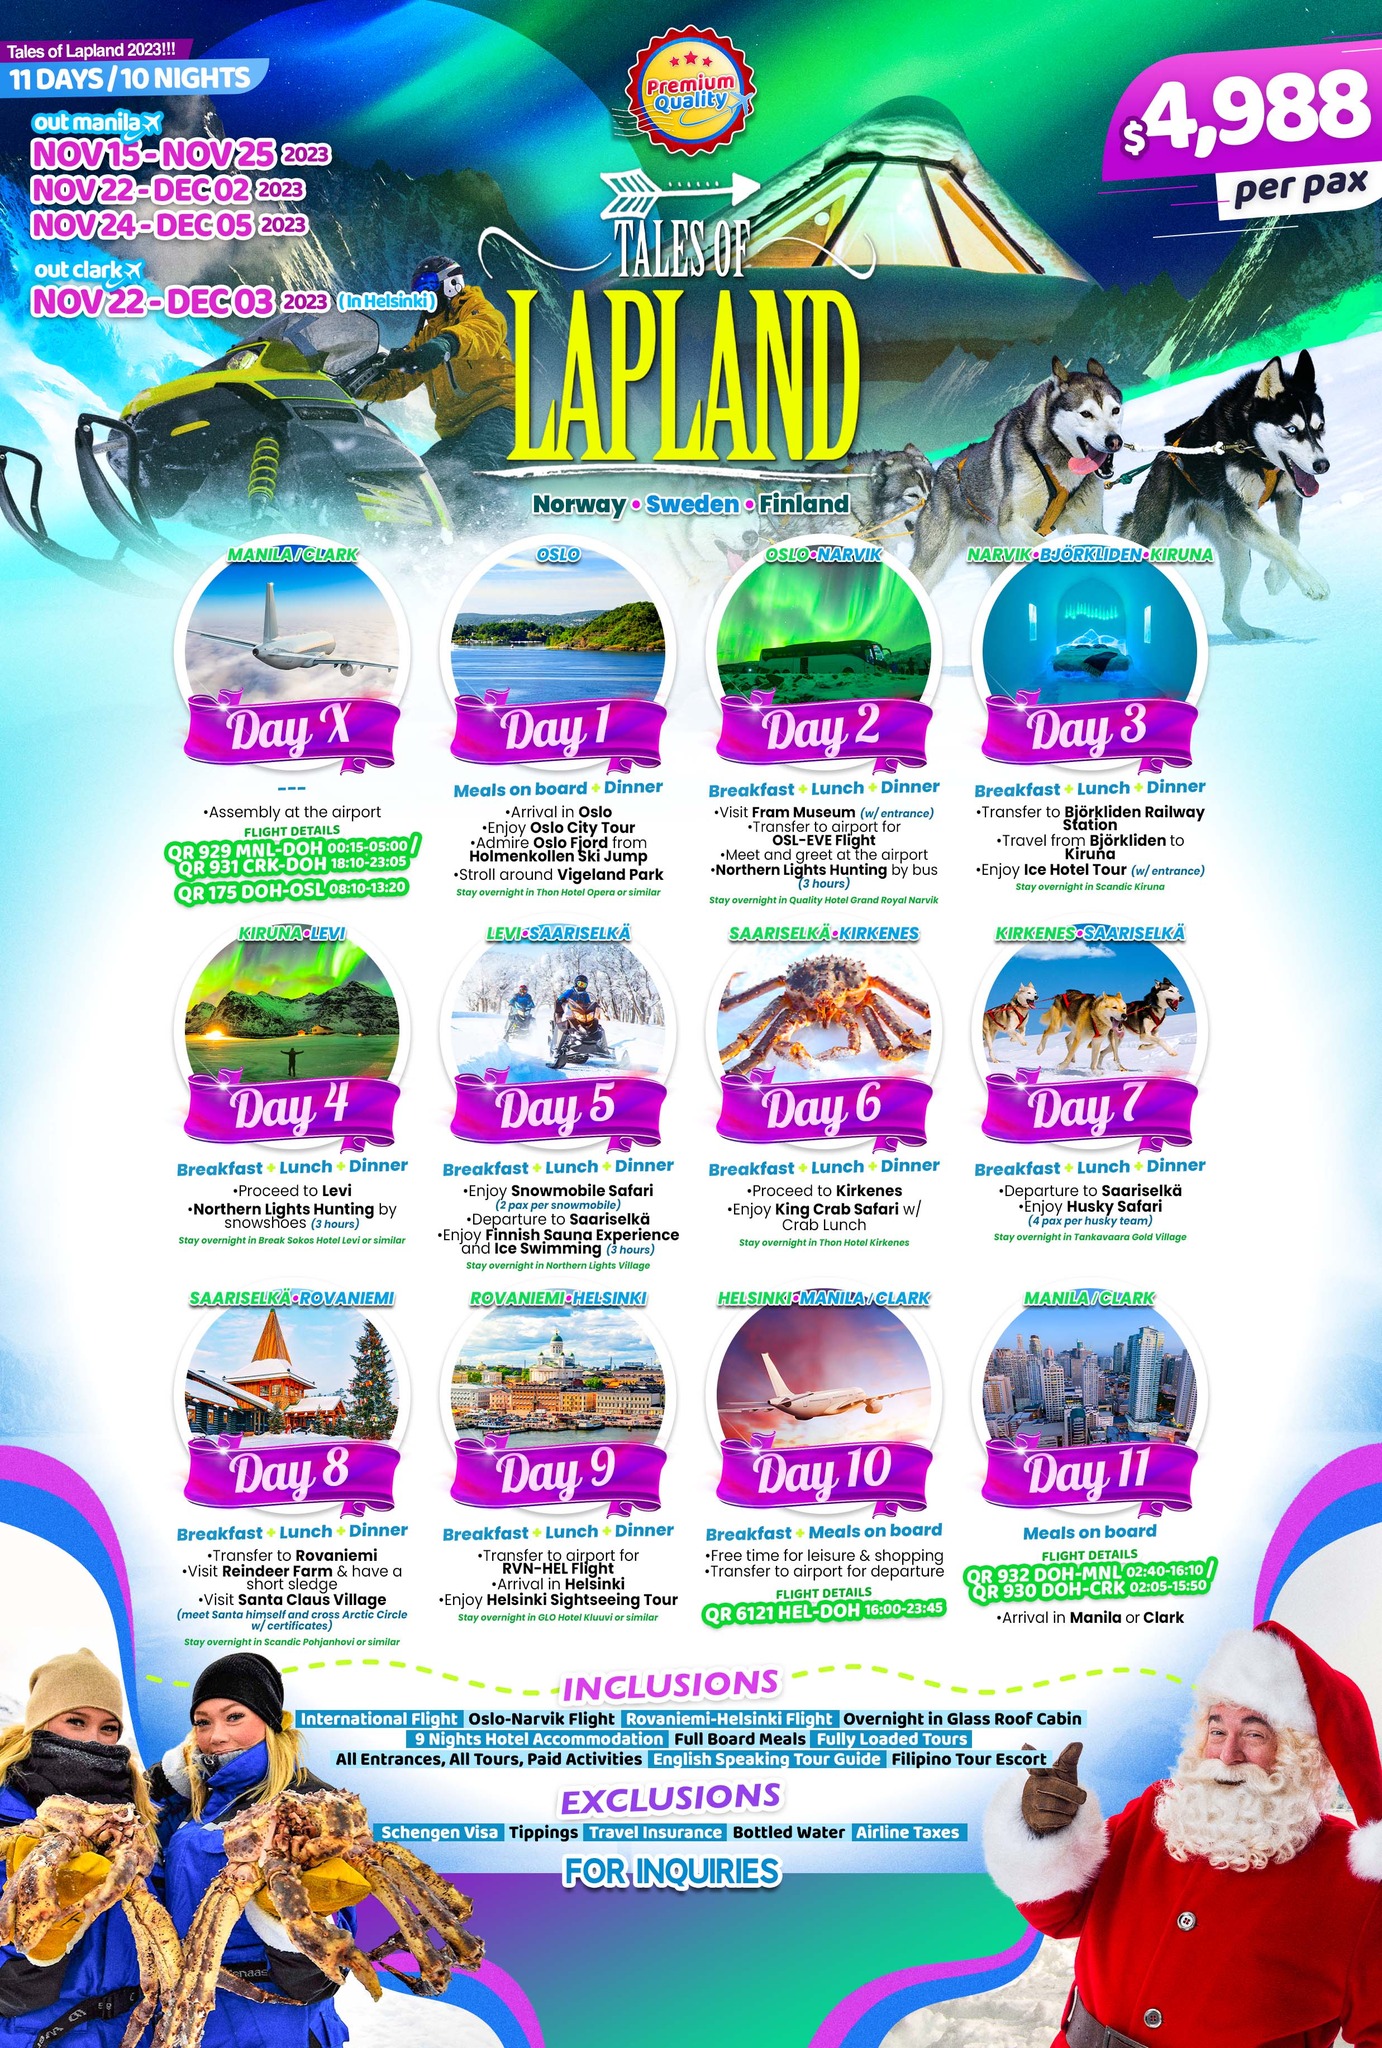 Tales of Lapland 2023!!!
11 DAYS / 10 NIGHTS
out manila
NOV 15 - NOV 25 2023
NOV 22 - DEC 02 2023
NOV 24 - DEC 05 2023
out clark
NOV 22 - DEC 03 2023 (In Helsinki)
Premium
Quality
$4,988
per pax
TALES OF
LAPLAND
Norway • Sweden • Finland
MANILA / CLARK
Day X
---
•Assembly at the airport
FLIGHT DETAILS
QR 929 MNL-DOH 00:15-05:00 /
QR 931 CRK-DOH 18:10-23:05
QR 175 DOH-OSL 08:10-13:20
OSLO
Day 1
Meals on board + Dinner
•Arrival in Oslo
•Enjoy Oslo City Tour
•Admire Oslo Fjord from
Holmenkollen Ski Jump
•Stroll around Vigeland Park
Stay overnight in Thon Hotel Opera or similar
OSLO•NARVIK
Day 2
Breakfast + Lunch + Dinner
•Visit Fram Museum (w/ entrance)
•Transfer to airport for
OSL-EVE Flight
•Meet and greet at the airport
•Northern Lights Hunting by bus
(3 hours)
Stay overnight in Quality Hotel Grand Royal Narvik
NARVIK•BJÖRKLIDEN•KIRUNA
Day 3
Breakfast + Lunch + Dinner
•Transfer to Björkliden Railway
Station
•Travel from Björkliden to
Kiruna
•Enjoy Ice Hotel Tour (w/ entrance)
Stay overnight in Scandic Kiruna
KIRUNA•LEVI
Day 4
Breakfast + Lunch + Dinner
•Proceed to Levi
•Northern Lights Hunting by
snowshoes (3 hours)
Stay overnight in Break Sokos Hotel Levi or similar
LEVI•SAARISELKÄ
Day 5
Breakfast + Lunch + Dinner
•Enjoy Snowmobile Safari
(2 pax per snowmobile)
•Departure to Saariselkä
•Enjoy Finnish Sauna Experience
and Ice Swimming (3 hours)
Stay overnight in Northern Lights Village
SAARISELKÄ•KIRKENES
Day 6
Breakfast + Lunch + Dinner
•Proceed to Kirkenes
•Enjoy King Crab Safari w/
Crab Lunch
Stay overnight in Thon Hotel Kirkenes
KIRKENES•SAARISELKÄ
Day 7
Breakfast + Lunch + Dinner
•Departure to Saariselkä
•Enjoy Husky Safari
(4 pax per husky team)
Stay overnight in Tankavaara Gold Village
SAARISELKÄ•ROVANIEMI
Day 8
Breakfast + Lunch + Dinner
•Transfer to Rovaniemi
•Visit Reindeer Farm & have a
short sledge
•Visit Santa Claus Village
(meet Santa himself and cross Arctic Circle
w/ certificates)
Stay overnight in Scandic Pohjanhovi or similar
ROVANIEMI•HELSINKI
Day 9
Breakfast + Lunch + Dinner
•Transfer to airport for
RVN-HEL Flight
•Arrival in Helsinki
•Enjoy Helsinki Sightseeing Tour
Stay overnight in GLO Hotel Kluuvi or similar
HELSINKI•MANILA / CLARK
Day 10
Breakfast + Meals on board
•Free time for leisure & shopping
•Transfer to airport for departure
FLIGHT DETAILS
QR 6121 HEL-DOH 16:00-23:45
MANILA / CLARK
Day 11
Meals on board
FLIGHT DETAILS
QR 932 DOH-MNL 02:40-16:10 /
QR 930 DOH-CRK 02:05-15:50
•Arrival in Manila or Clark
INCLUSIONS
International Flight Oslo-Narvik Flight Rovaniemi-Helsinki Flight Overnight in Glass Roof Cabin
9 Nights Hotel Accommodation Full Board Meals Fully Loaded Tours
All Entrances, All Tours, Paid Activities English Speaking Tour Guide Filipino Tour Escort
EXCLUSIONS
Schengen Visa Tippings Travel Insurance Bottled Water Airline Taxes
FOR INQUIRIES